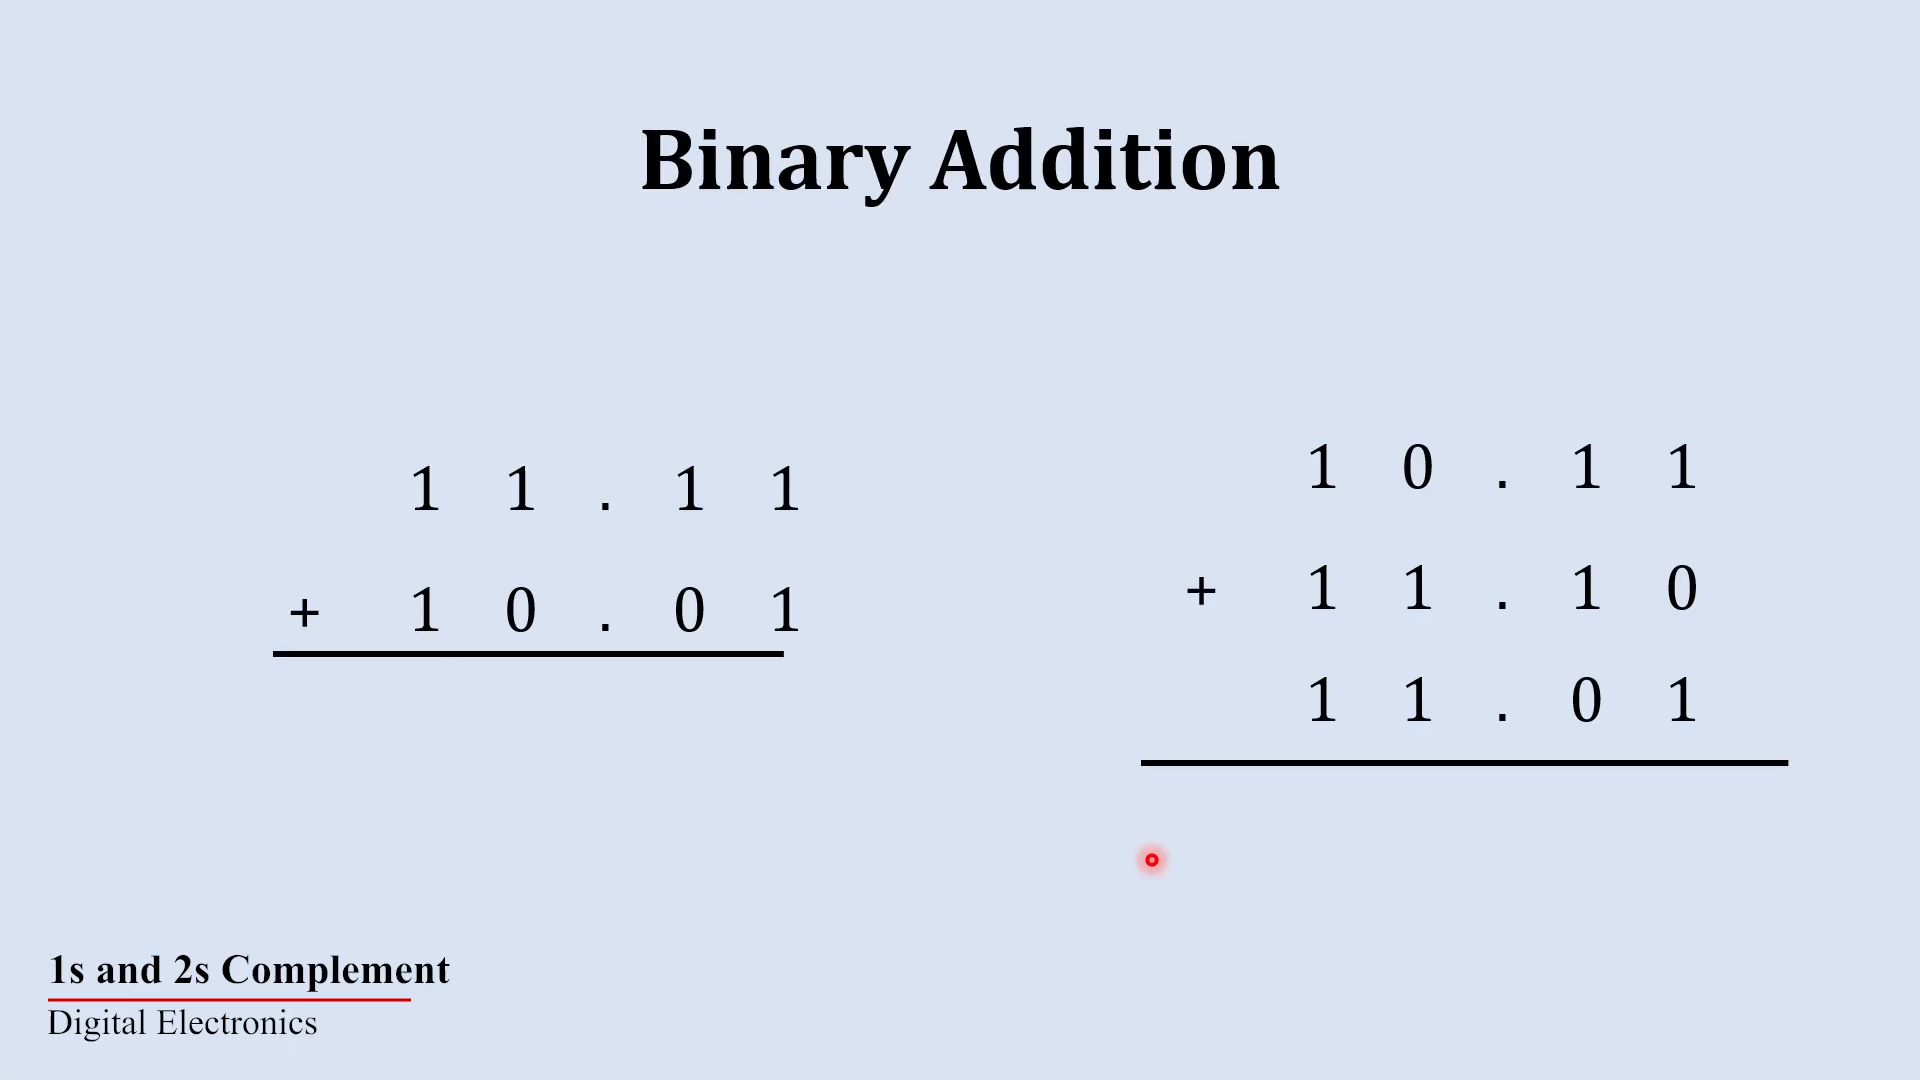 Binary Addition
1 1 . 1 1
+ 1 0 . 0 1
1 0 . 1 1
+ 1 1 . 1 0
1 1 . 0 1
1s and 2s Complement
Digital Electronics